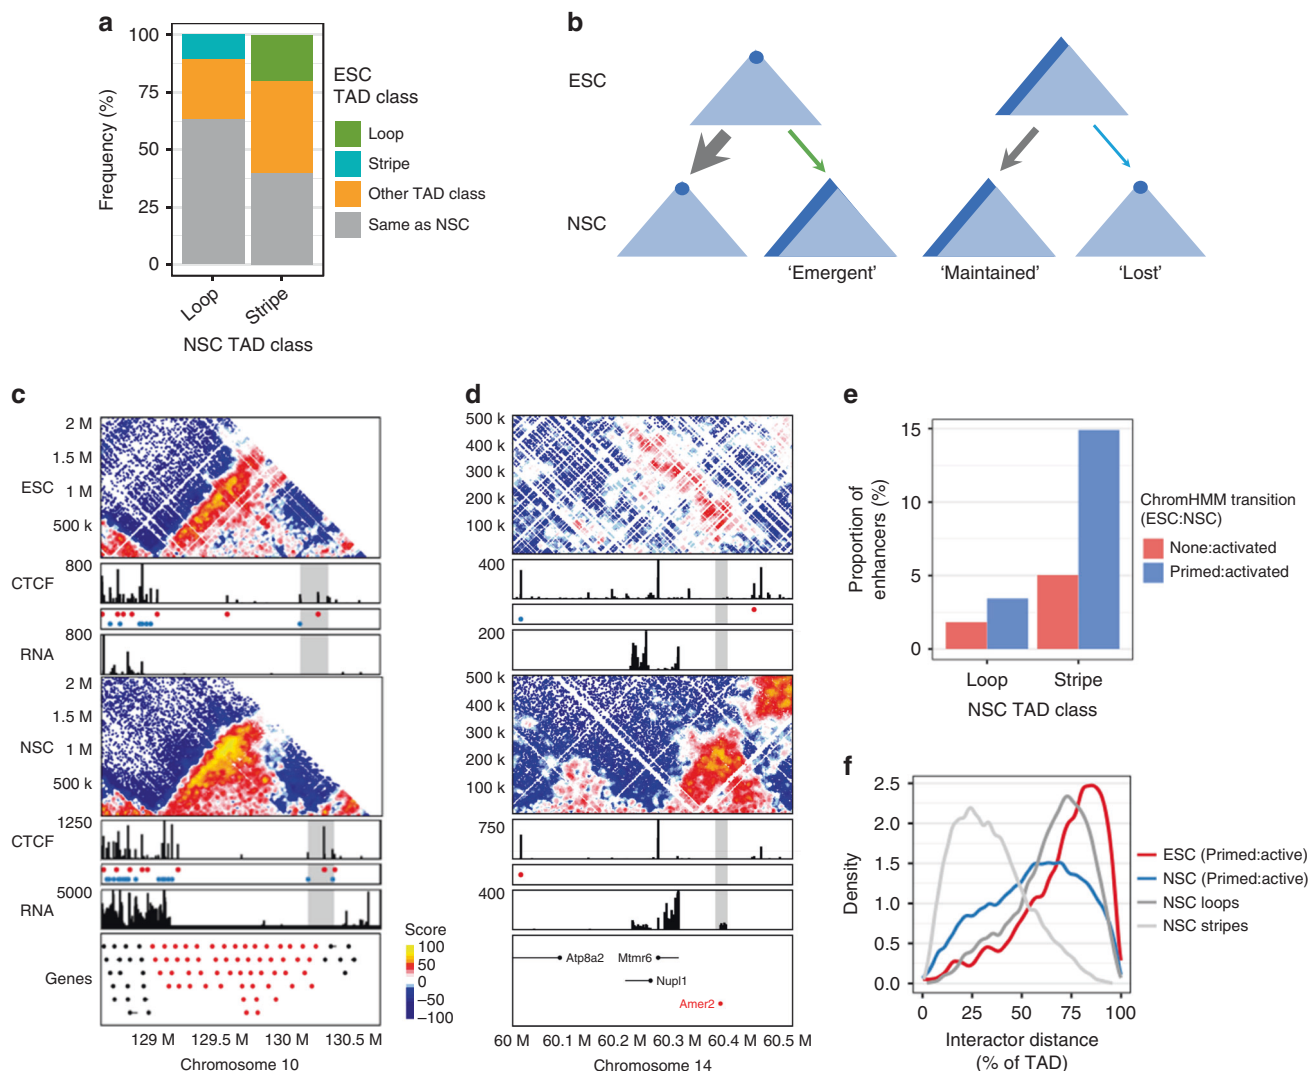 a
100
75
50
25
0
Frequency (%)
Loop
Stripe
NSC TAD class
ESC
TAD class
Loop
Stripe
Other TAD class
Same as NSC
b
ESC
NSC
'Emergent'
'Maintained'
'Lost'
c
2 M
1.5 M
ESC
1 M
500 k
800
CTCF
800
RNA
2 M
1.5 M
NSC
1 M
500 k
1250
CTCF
5000
RNA
Genes
129 M
129.5 M
130 M
130.5 M
Chromosome 10
Score
100
50
0
−50
−100
d
500 k
400 k
300 k
200 k
100 k
400
200
500 k
400 k
300 k
200 k
100 k
750
400
Atp8a2
Mtmr6
Nupl1
Amer2
60 M
60.1 M
60.2 M
60.3 M
60.4 M
60.5 M
Chromosome 14
e
15
10
5
0
Proportion of
enhancers (%)
Loop
Stripe
NSC TAD class
ChromHMM transition
(ESC:NSC)
None:activated
Primed:activated
f
2.5
2.0
1.5
1.0
0.5
0.0
Density
0
25
50
75
100
Interactor distance
(% of TAD)
ESC (Primed:active)
NSC (Primed:active)
NSC loops
NSC stripes